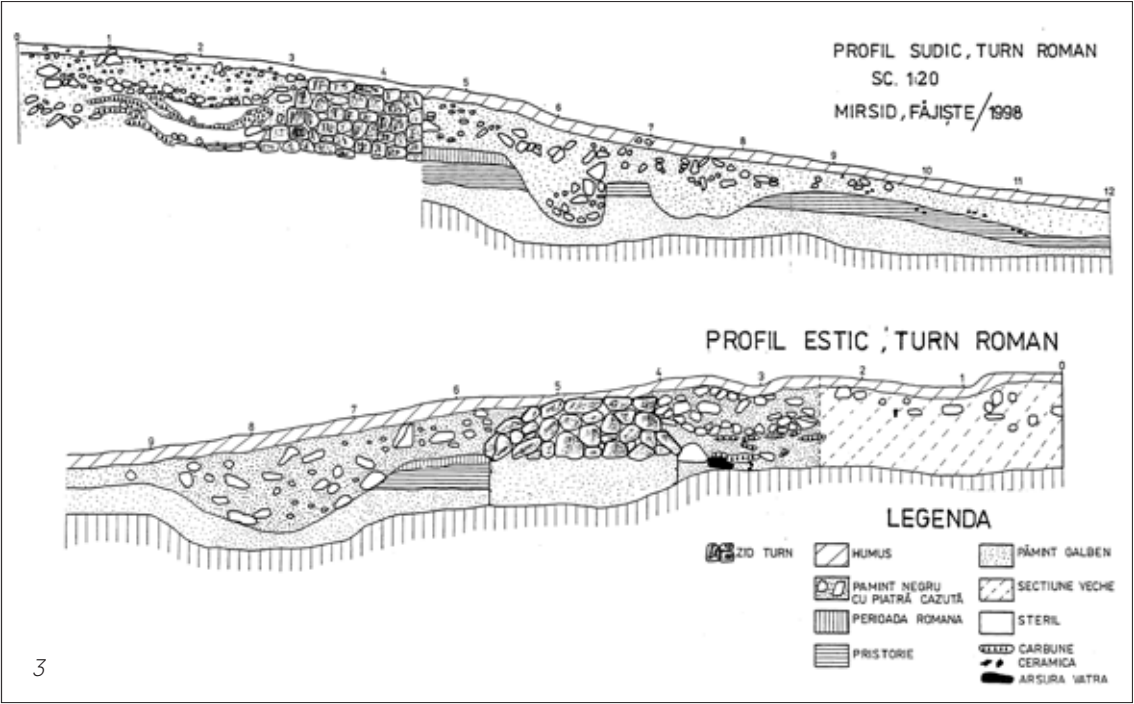 0 1 2 3 4 5 6 7 8 9 10 11 12
PROFIL SUDIC, TURN ROMAN
SC. 1:20
MIRSID, FĂJIȘTE/1998
PROFIL ESTIC, TURN ROMAN
9 8 7 6 5 4 3 2 1 0
LEGENDA
ZID TURN
HUMUS
PĂMINT GALBEN
PAMINT NEGRU
CU PIATRĂ CAZUTĂ
SECTIUNE VECHE
PERIOADA ROMANA
STERIL
PRISTORIE
CARBUNE
CERAMICA
ARSURA VATRA
3